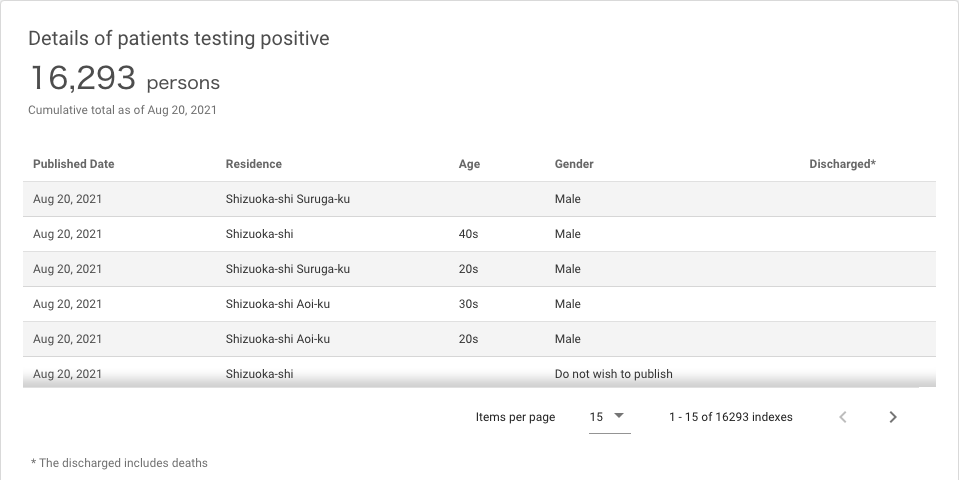 Details of patients testing positive
16,293 persons
Cumulative total as of Aug 20, 2021
Published Date Residence Age Gender Discharged*
Aug 20, 2021 Shizuoka-shi Suruga-ku Male
Aug 20, 2021 Shizuoka-shi 40s Male
Aug 20, 2021 Shizuoka-shi Suruga-ku 20s Male
Aug 20, 2021 Shizuoka-shi Aoi-ku 30s Male
Aug 20, 2021 Shizuoka-shi Aoi-ku 20s Male
Aug 20, 2021 Shizuoka-shi Do not wish to publish
Items per page 15 1 - 15 of 16293 indexes
* The discharged includes deaths